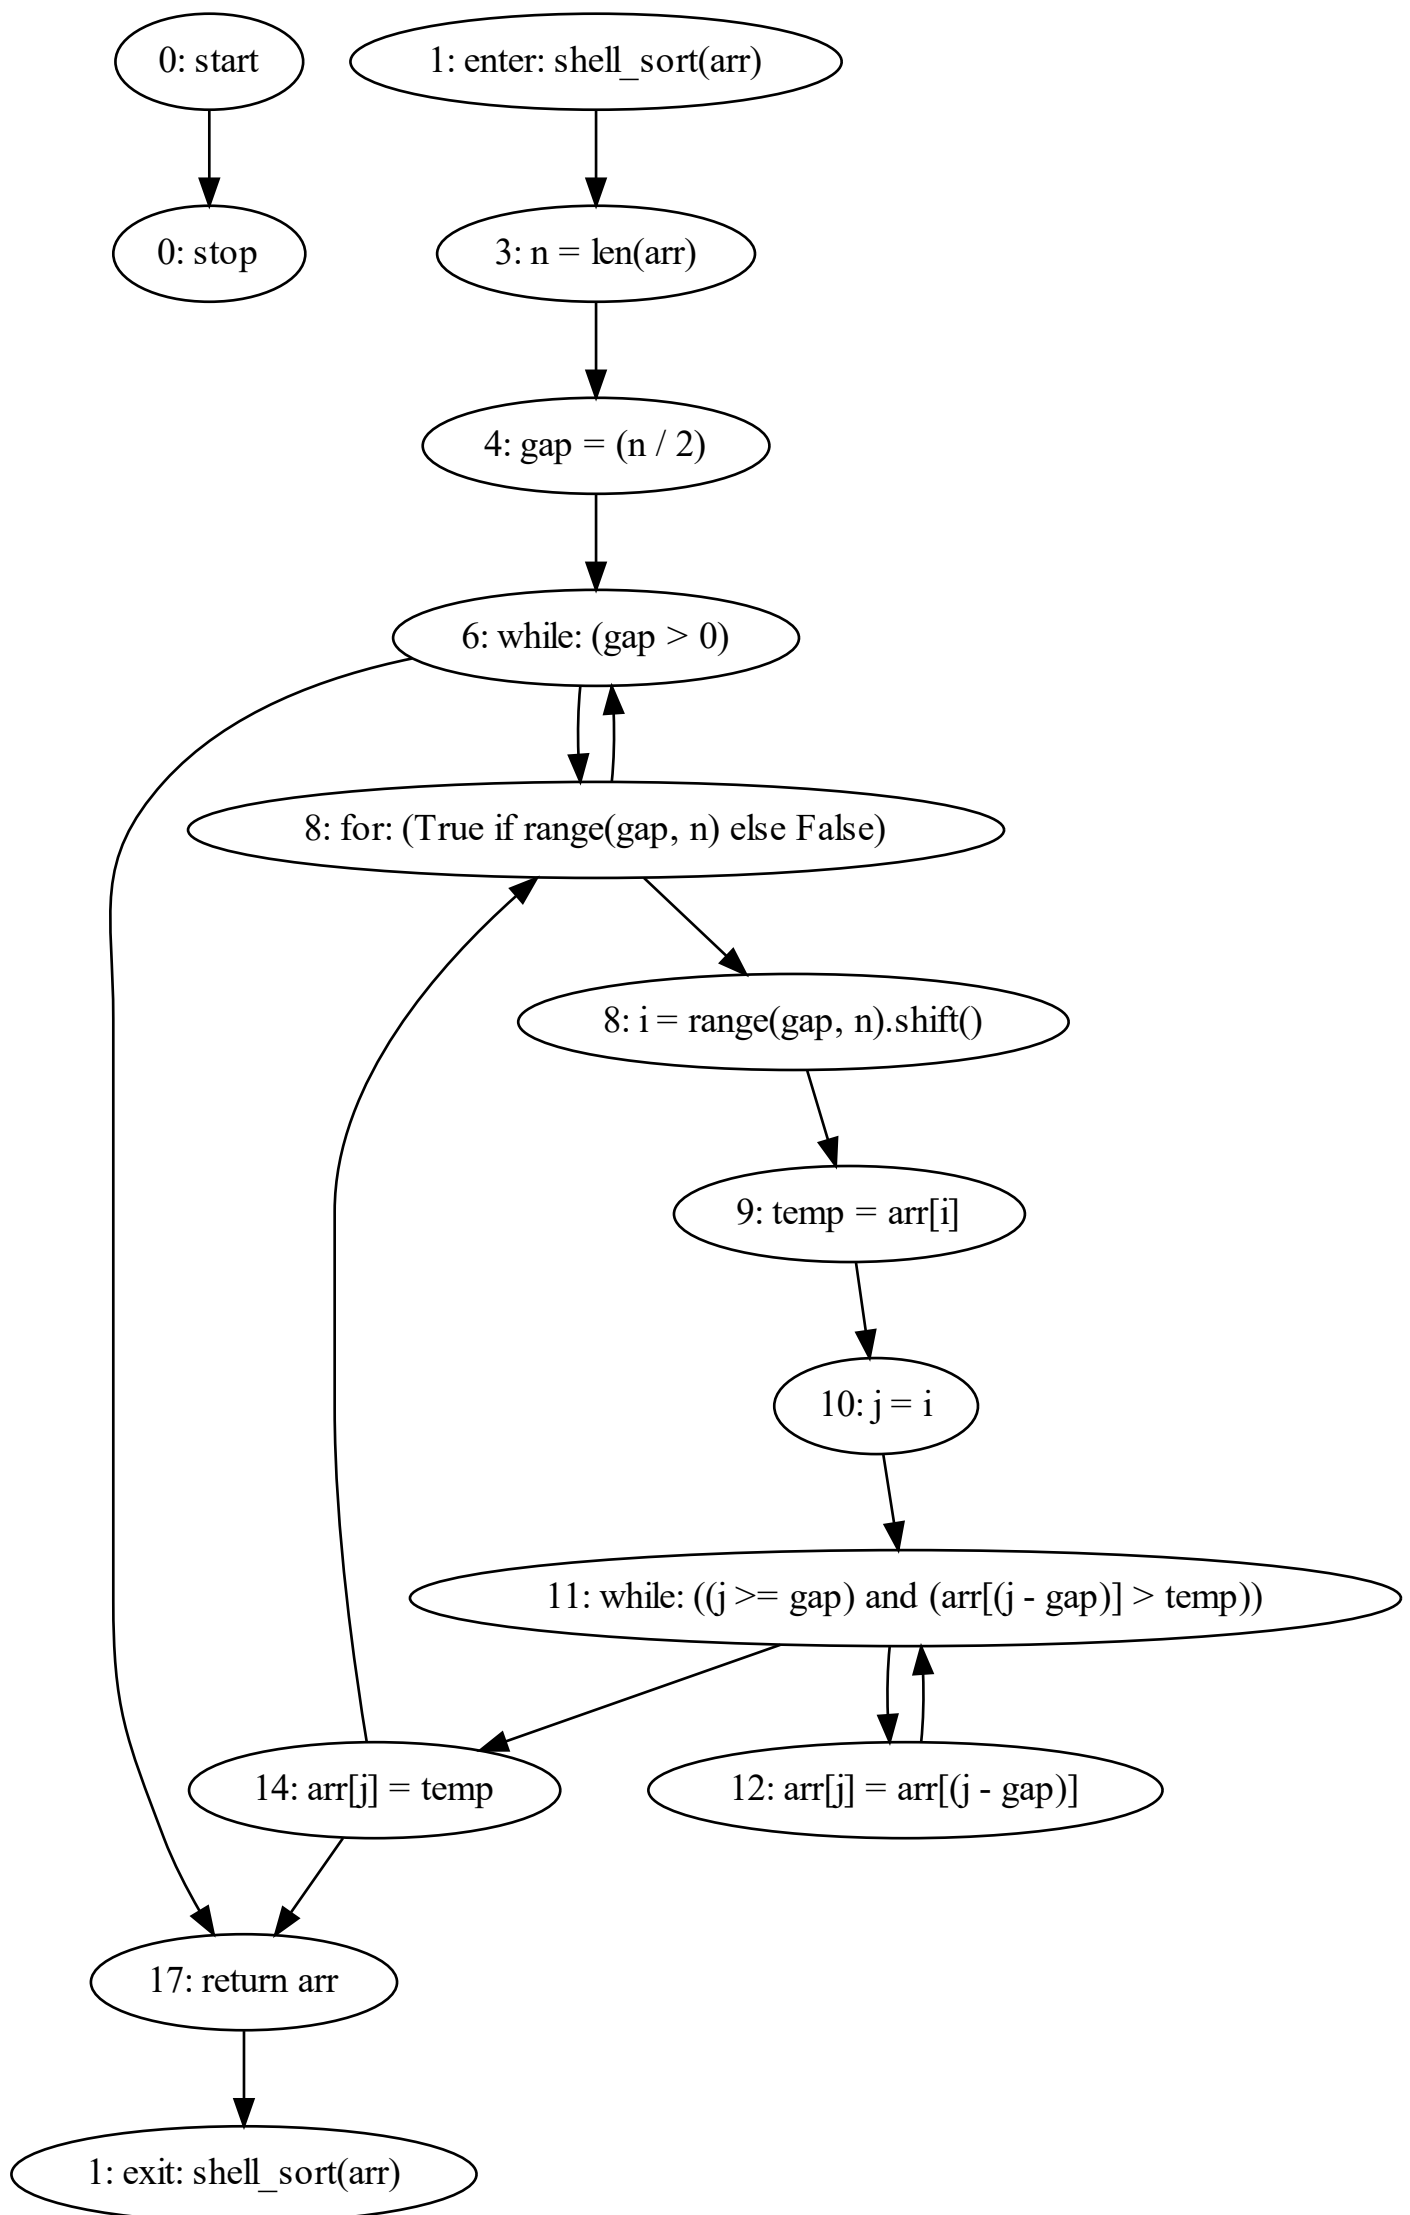 0: start
1: enter: shell_sort(arr)
0: stop
3: n = len(arr)
4: gap = (n / 2)
6: while: (gap > 0)
8: for: (True if range(gap, n) else False)
8: i = range(gap, n).shift()
9: temp = arr[i]
10: j = i
11: while: ((j >= gap) and (arr[(j - gap)] > temp))
14: arr[j] = temp
12: arr[j] = arr[(j - gap)]
17: return arr
1: exit: shell_sort(arr)